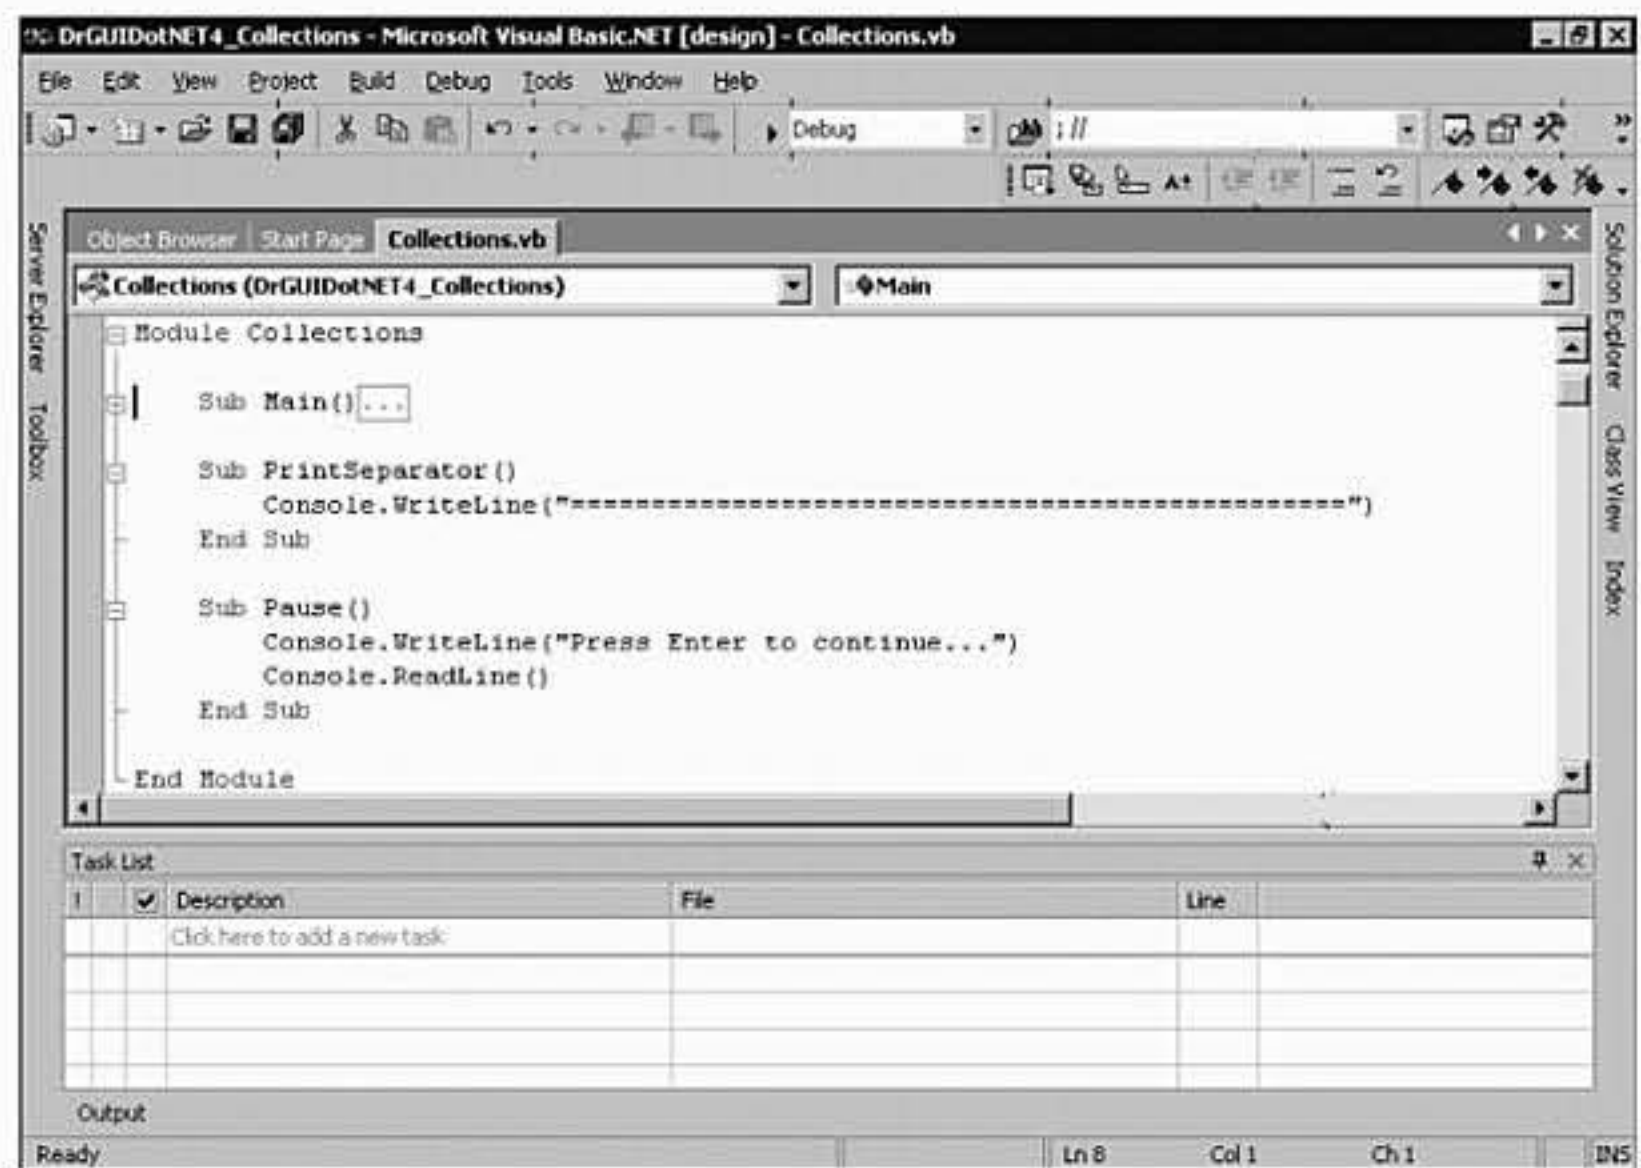 DrGUIDotNET4_Collections - Microsoft Visual Basic.NET [design] - Collections.vb
File Edit View Project Build Debug Tools Window Help
Debug ; //
Object Browser Start Page Collections.vb
Collections (DrGUIDotNET4_Collections) Main
Module Collections
Sub Main()...
Sub PrintSeparator()
Console.WriteLine("================================================")
End Sub
Sub Pause()
Console.WriteLine("Press Enter to continue...")
Console.ReadLine()
End Sub
End Module
Server Explorer Toolbox
Solution Explorer Class View Index
Task List
! Description File Line
Click here to add a new task
Output
Ready Ln 8 Col 1 Ch 1 INS